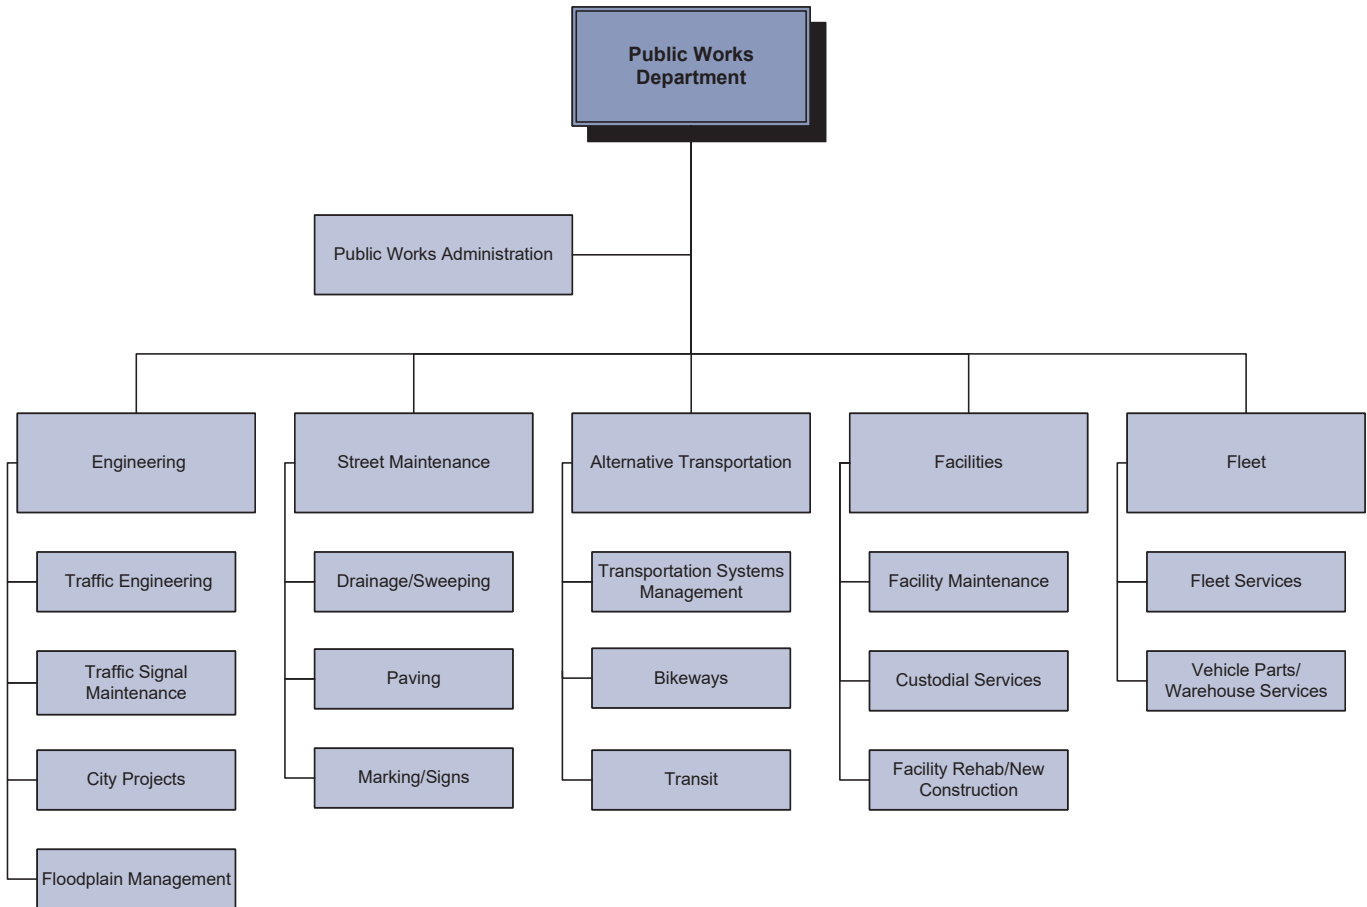 Public Works
Department
Public Works Administration
Engineering
Street Maintenance
Alternative Transportation
Facilities
Fleet
Traffic Engineering
Drainage/Sweeping
Transportation Systems
Management
Facility Maintenance
Fleet Services
Traffic Signal
Maintenance
Paving
Bikeways
Custodial Services
Vehicle Parts/
Warehouse Services
City Projects
Marking/Signs
Transit
Facility Rehab/New
Construction
Floodplain Management